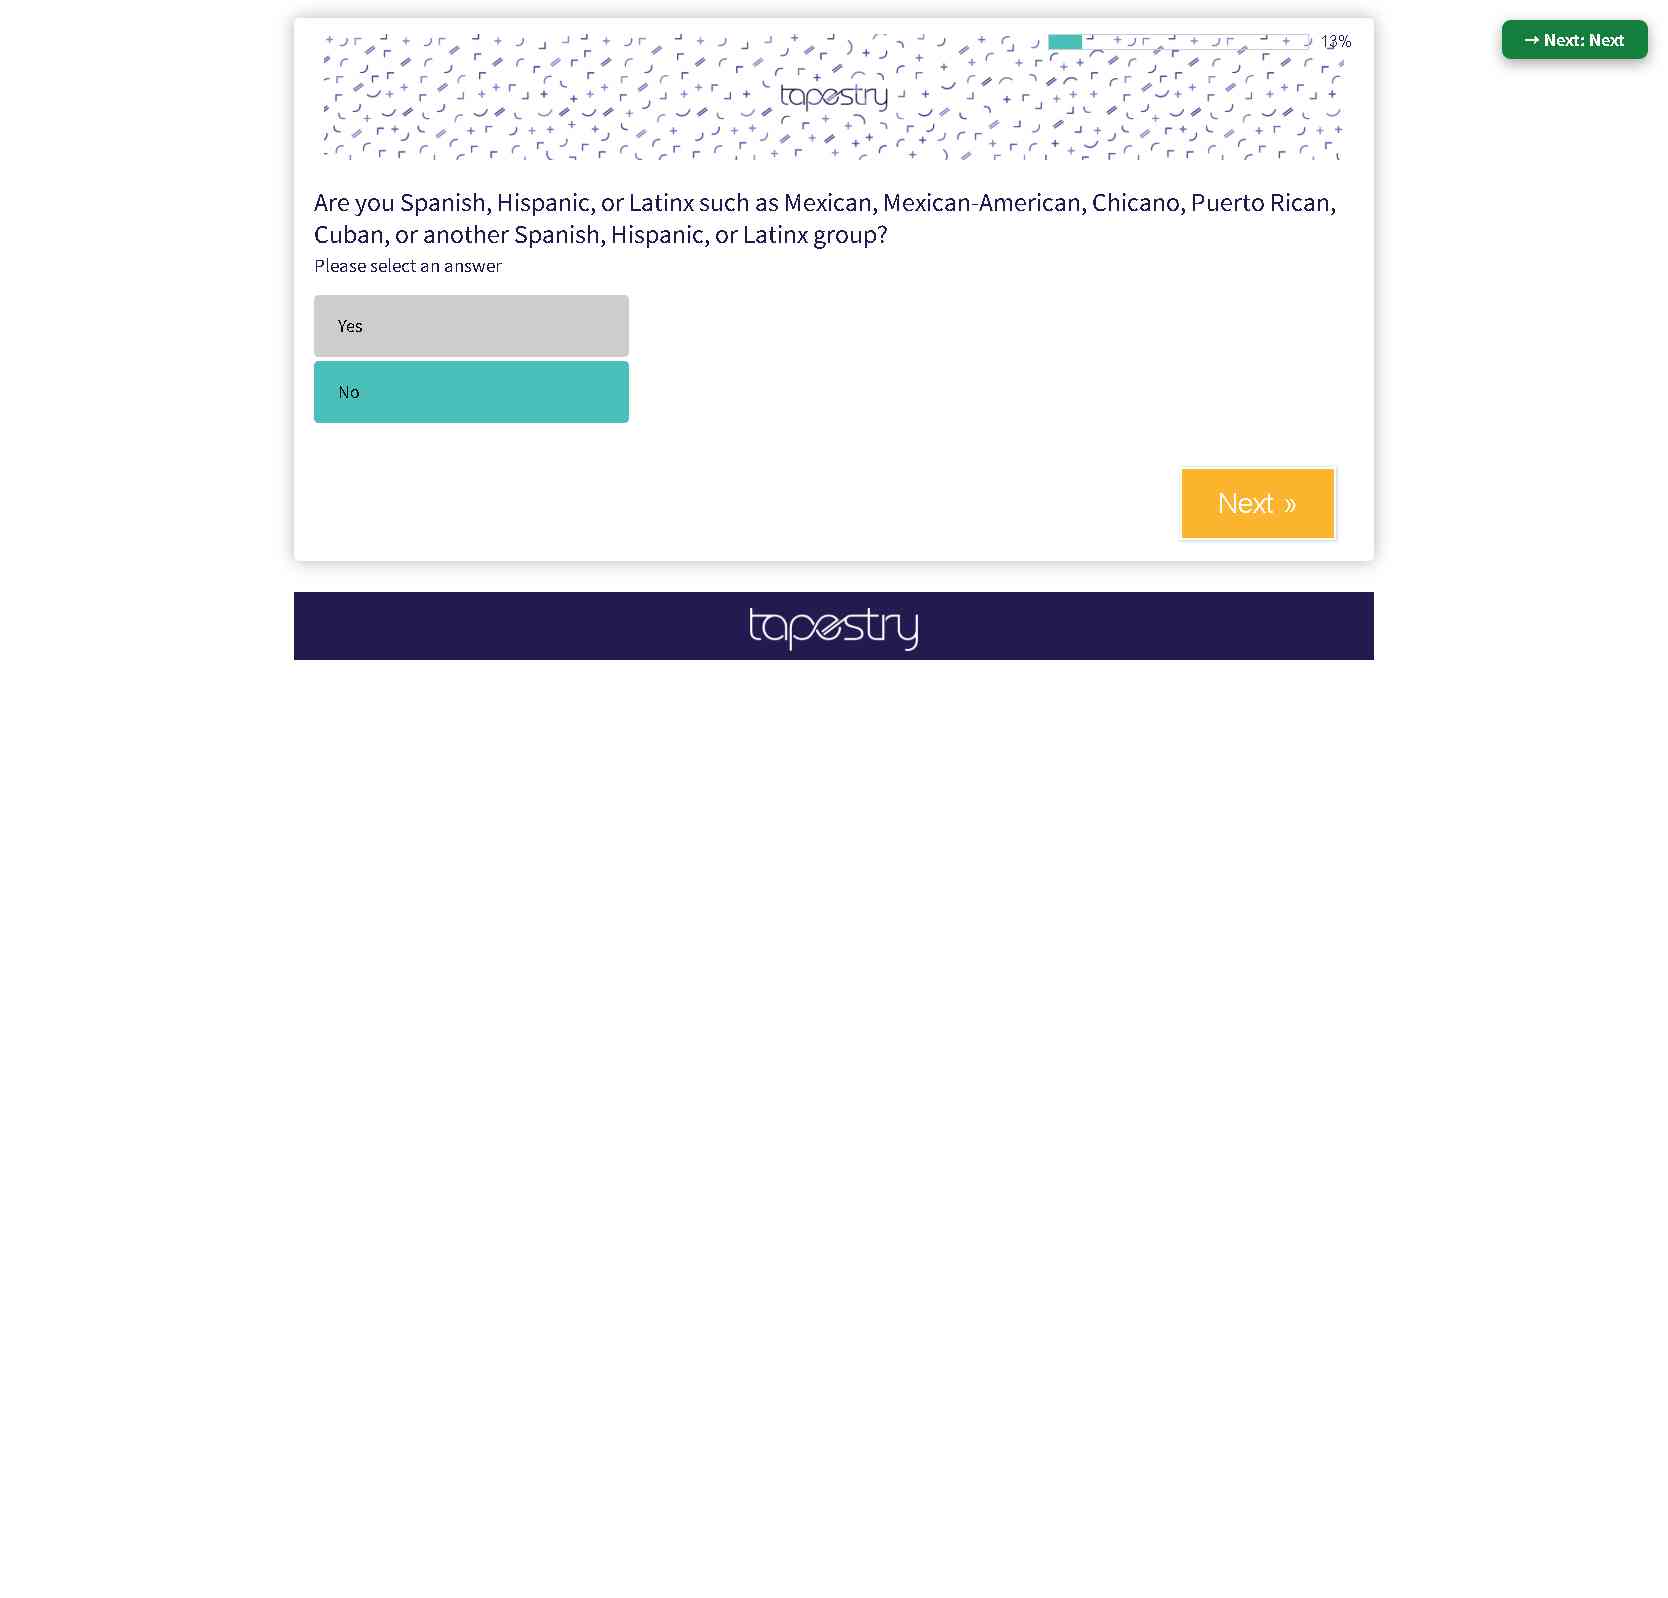 13%
→ Next: Next
tapestry
Are you Spanish, Hispanic, or Latinx such as Mexican, Mexican-American, Chicano, Puerto Rican,
Cuban, or another Spanish, Hispanic, or Latinx group?
Please select an answer
Yes
No
Next »
tapestry